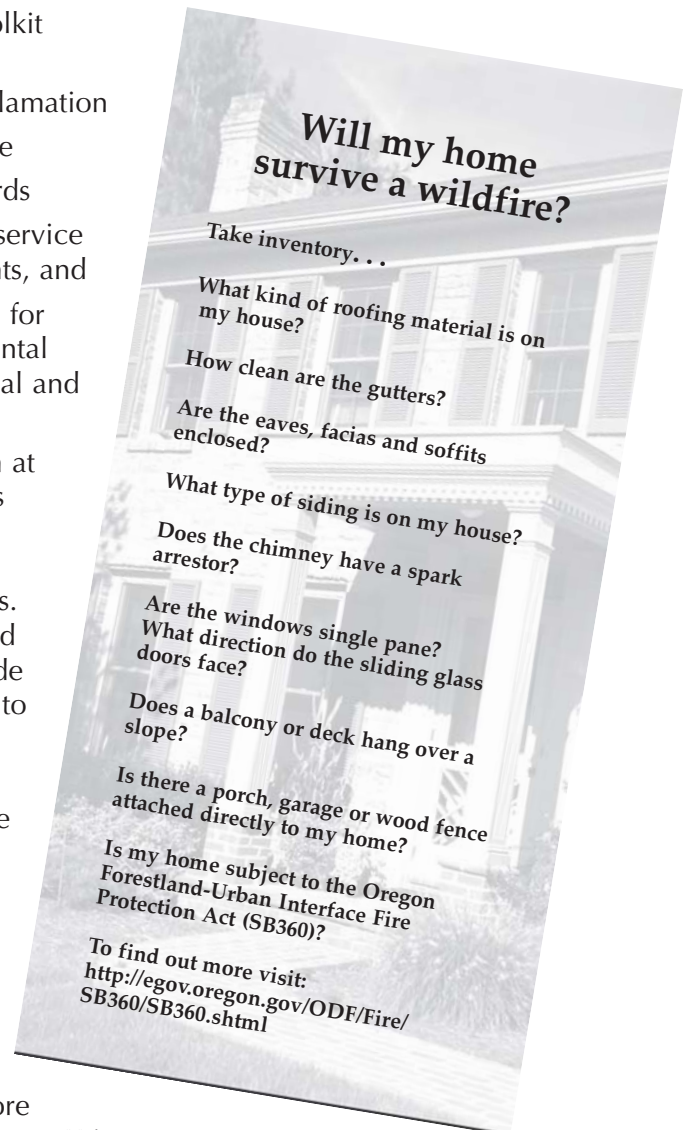 olkit
lamation
e
rds
service
ts, and
for
ntal
al and
n at
s
s.
d
de
to
e
ore
Will my home
survive a wildfire?
Take inventory. . .
What kind of roofing material is on
my house?
How clean are the gutters?
Are the eaves, facias and soffits
enclosed?
What type of siding is on my house?
Does the chimney have a spark
arrestor?
Are the windows single pane?
What direction do the sliding glass
doors face?
Does a balcony or deck hang over a
slope?
Is there a porch, garage or wood fence
attached directly to my home?
Is my home subject to the Oregon
Forestland-Urban Interface Fire
Protection Act (SB360)?
To find out more visit:
http://egov.oregon.gov/ODF/Fire/
SB360/SB360.shtml